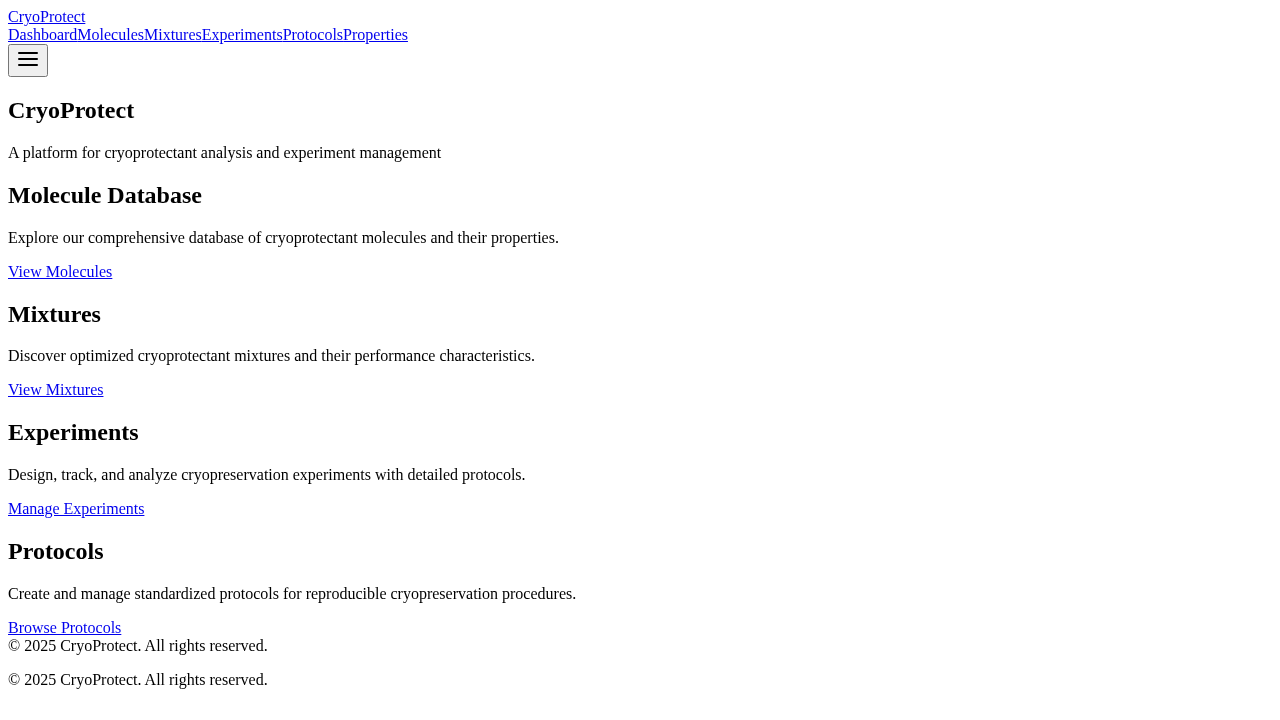 CryoProtect
DashboardMoleculesMixturesExperimentsProtocolsProperties
CryoProtect
A platform for cryoprotectant analysis and experiment management
Molecule Database
Explore our comprehensive database of cryoprotectant molecules and their properties.
View Molecules
Mixtures
Discover optimized cryoprotectant mixtures and their performance characteristics.
View Mixtures
Experiments
Design, track, and analyze cryopreservation experiments with detailed protocols.
Manage Experiments
Protocols
Create and manage standardized protocols for reproducible cryopreservation procedures.
Browse Protocols
© 2025 CryoProtect. All rights reserved.
© 2025 CryoProtect. All rights reserved.